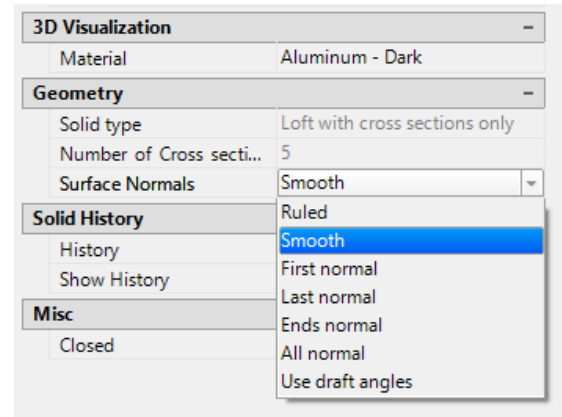 3D Visualization –
Material Aluminum - Dark
Geometry –
Solid type Loft with cross sections only
Number of Cross secti... 5
Surface Normals Smooth
Solid History Ruled
Smooth
History First normal
Show History Last normal
Misc Ends normal
Closed All normal
Use draft angles